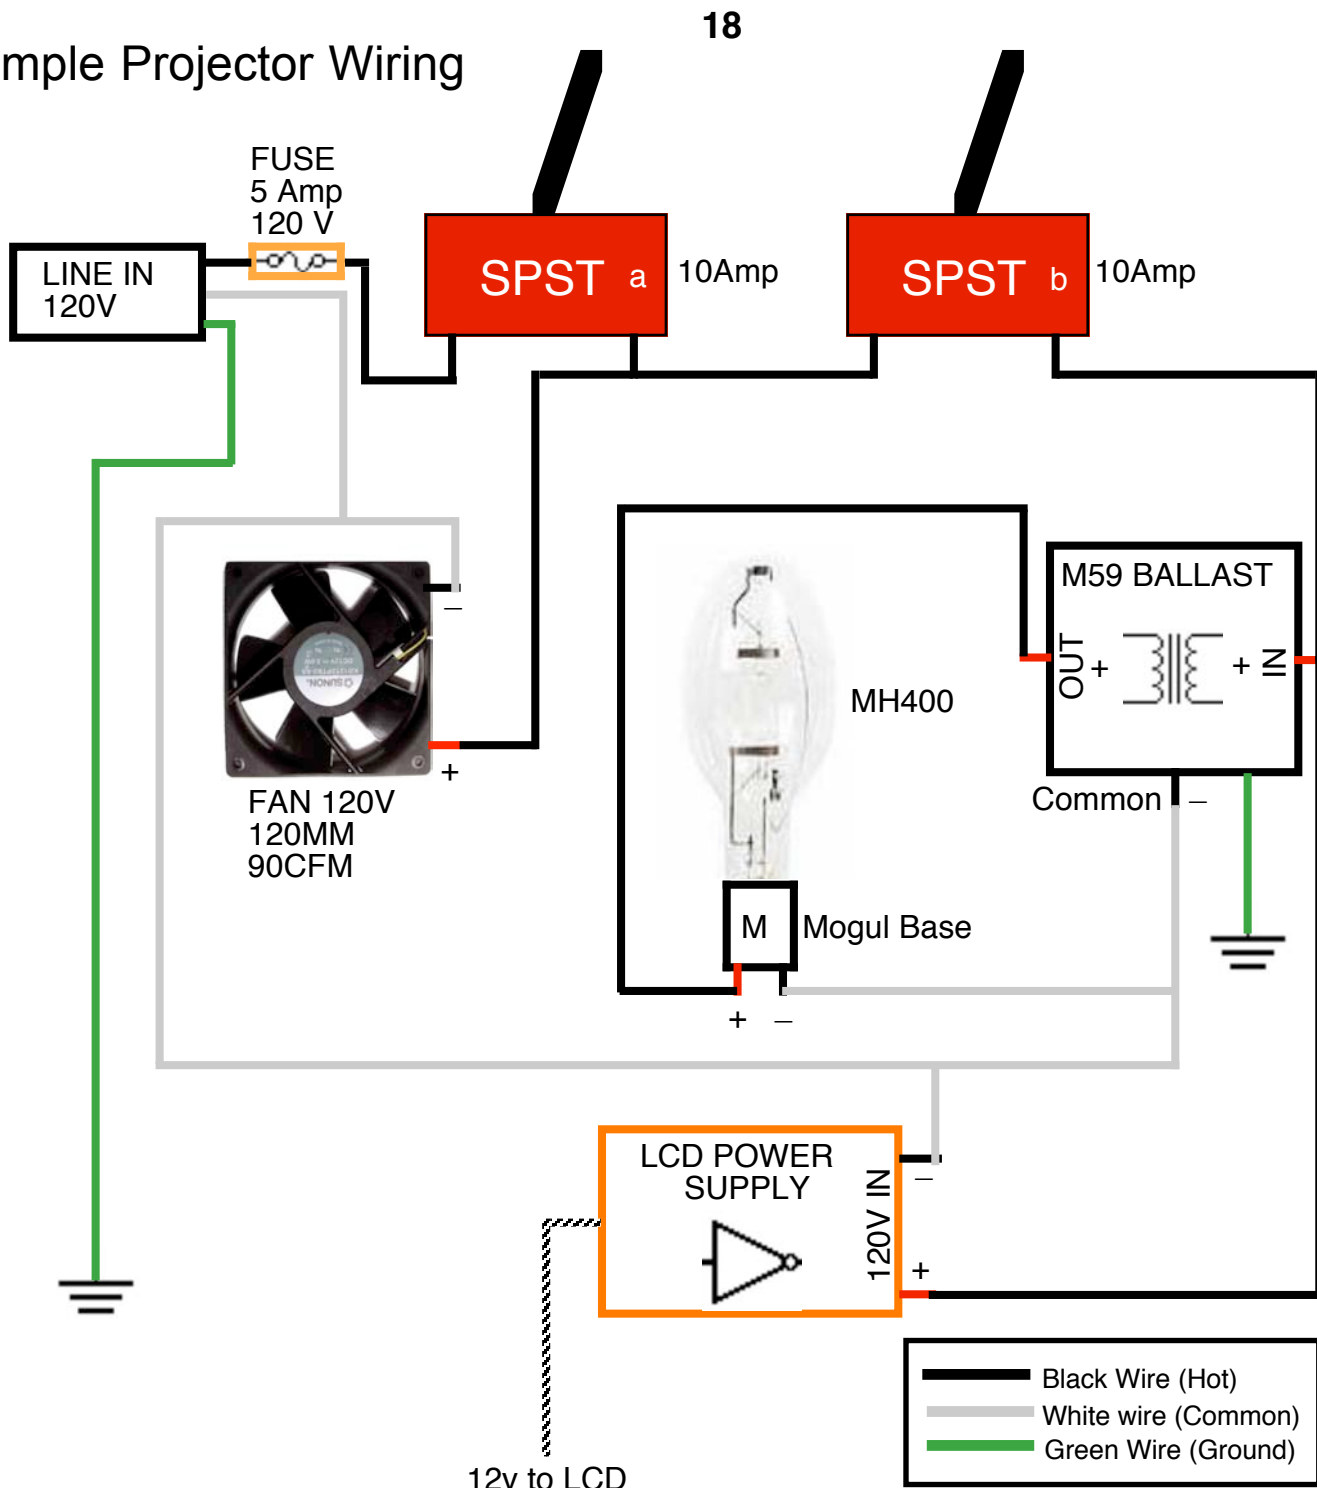 18
mple Projector Wiring
FUSE
5 Amp
120 V
LINE IN
120V
SPST a
10Amp
SPST b
10Amp
M59 BALLAST
OUT
+
+
IN
MH400
Common
–
–
+
SUNON
FAN 120V
120MM
90CFM
M
Mogul Base
+ –
LCD POWER
SUPPLY
120V IN
–
+
Black Wire (Hot)
White wire (Common)
Green Wire (Ground)
12v to LCD